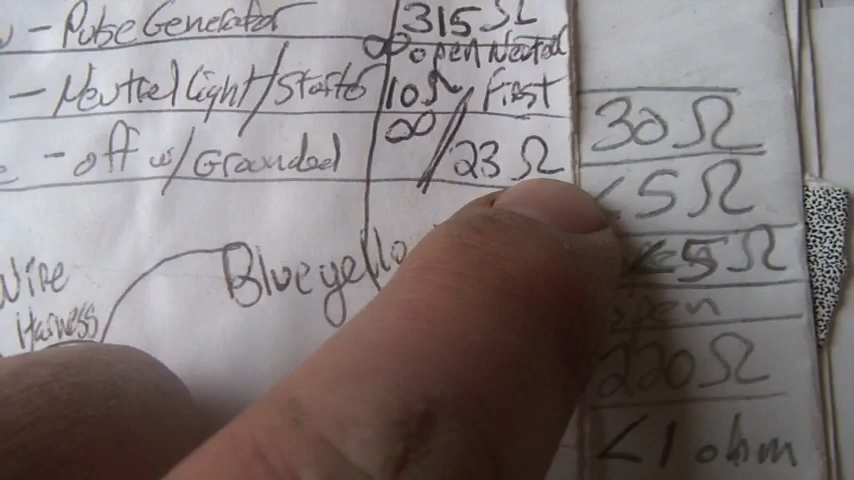 - Pulse Generator 315 Ω
∞ open Neutral
- Neutral Light/Starter 10Ω / First
∞
- off w/ Grounded / 23 Ω
Wire
Harness
Blue yello
30 Ω
<5 Ω
<5 Ω
open
220 Ω
<1 ohm